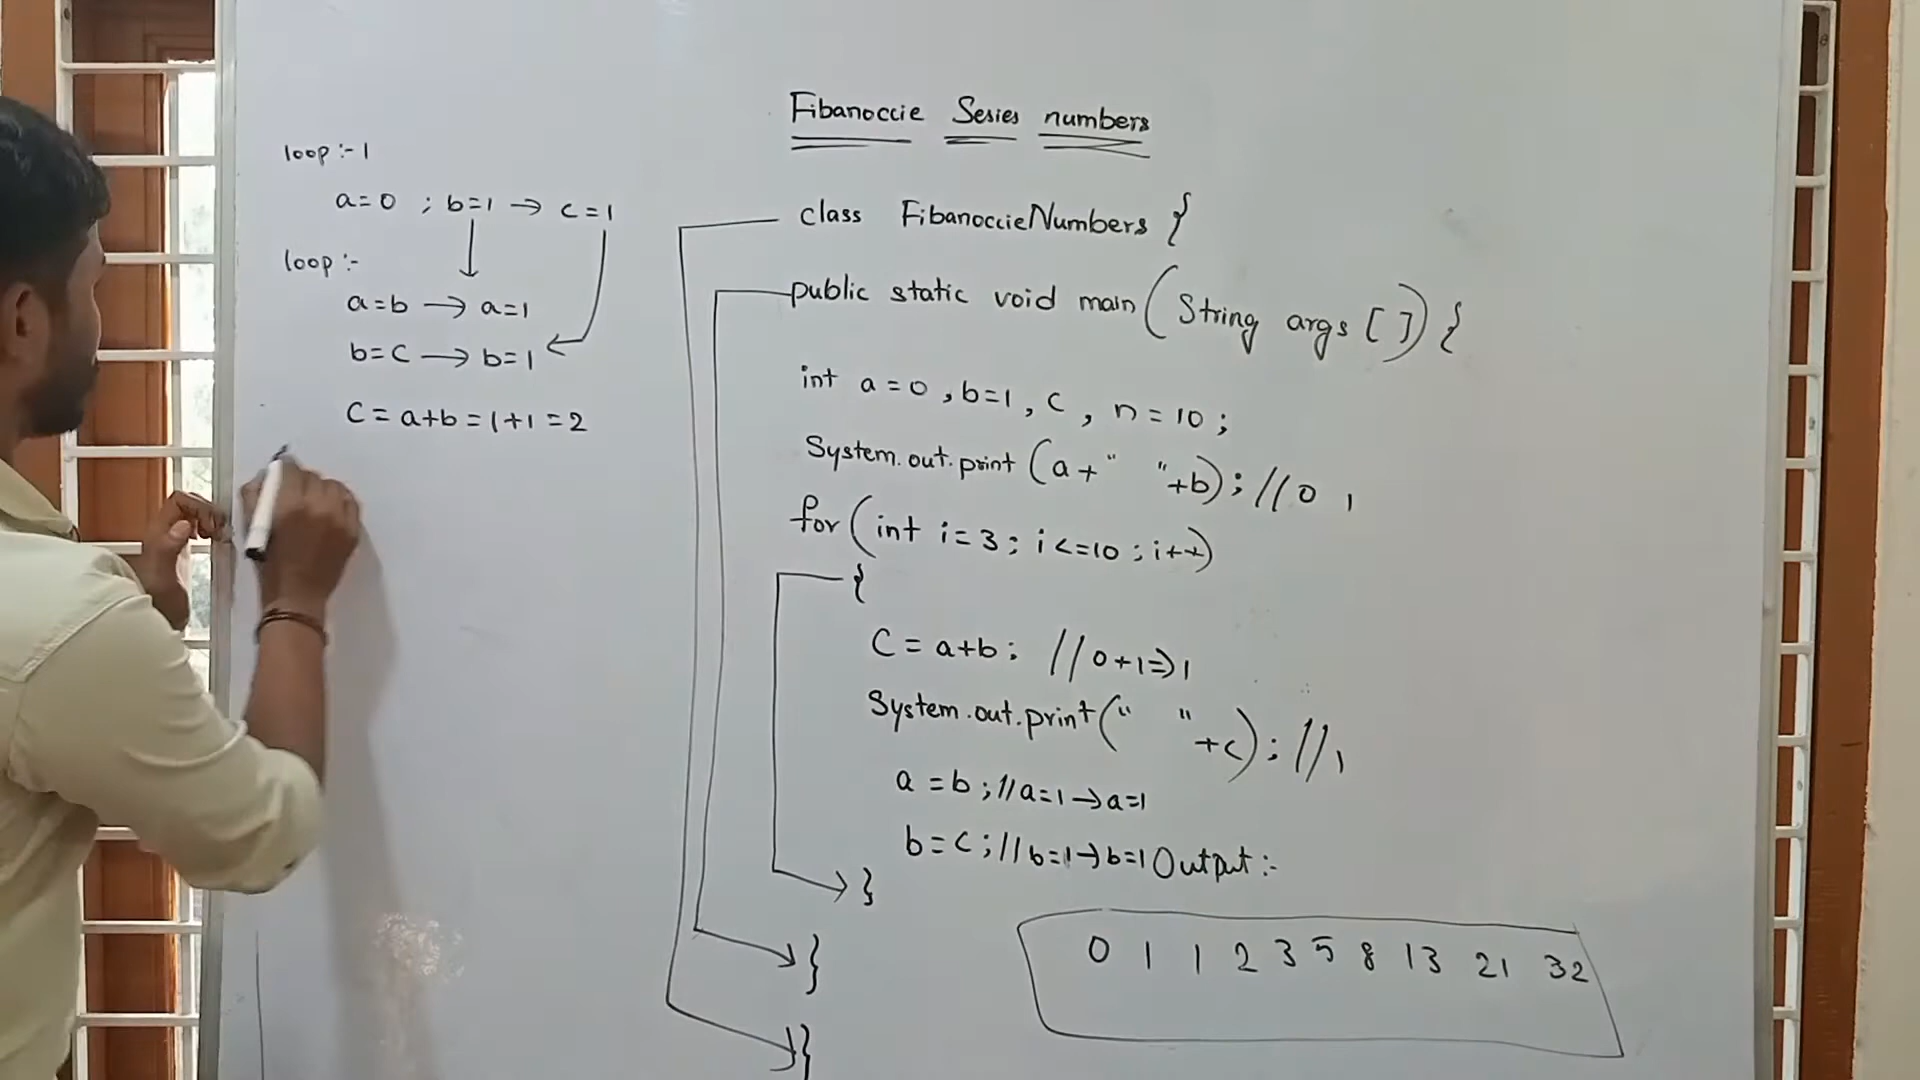 Fibanoccie Series numbers
loop :- 1
a=0 ; b=1 → c=1
loop :-
a=b → a=1
b=c → b=1
C = a+b = 1+1 = 2
class FibanoccieNumbers {
public static void main (String args []) {
int a=0, b=1, c, n=10;
System.out.print (a+" "+b); // 0 1
for (int i=3; i<=10; i++)
{
C = a+b; // 0+1⇒1
System.out.print(" "+c); // 1
a = b; // a=1→a=1
b=c; // b=1→b=1
}
}
}
Output :-
0 1 1 2 3 5 8 13 21 32